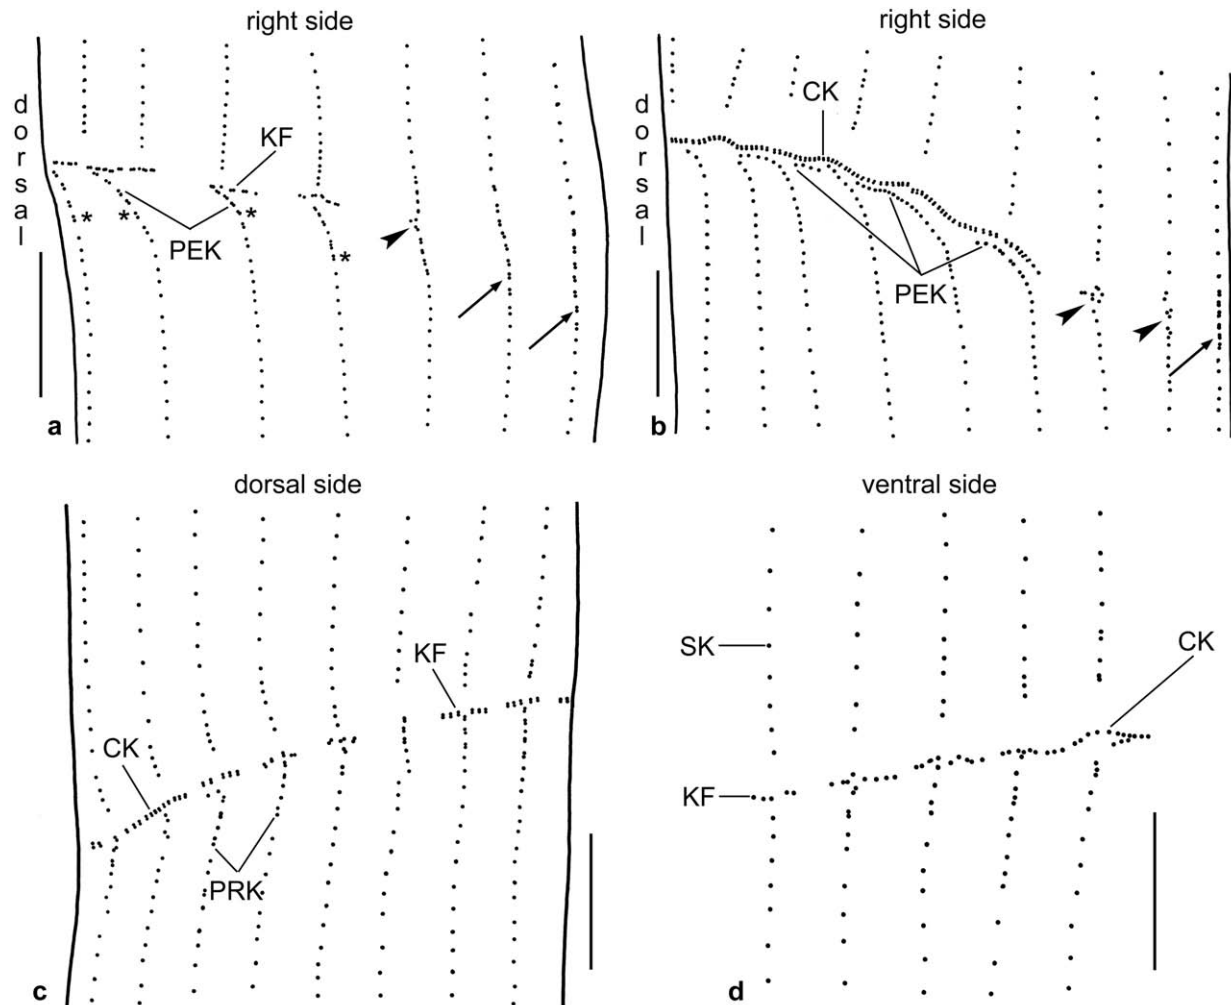 right side
dorsal
KF
PEK
*
*
*
*
a
right side
dorsal
CK
PEK
b
dorsal side
KF
CK
PRK
c
ventral side
SK
CK
KF
d